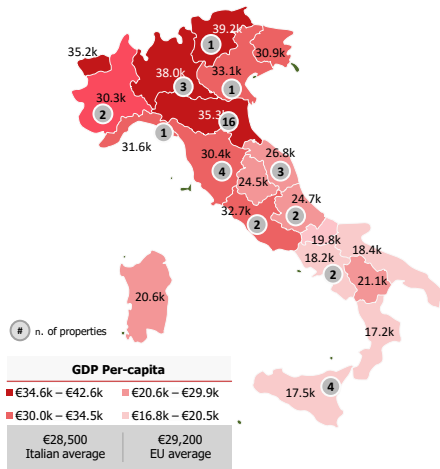 39.2k
1
35.2k
30.9k
38.0k
33.1k
3
1
30.3k
2
35.3k
16
1
31.6k
30.4k
26.8k
4
3
24.5k
24.7k
32.7k
2
2
19.8k
18.4k
18.2k
2
21.1k
20.6k
17.2k
# n. of properties
17.5k
4
GDP Per-capita
€34.6k – €42.6k €20.6k – €29.9k
€30.0k – €34.5k €16.8k – €20.5k
€28,500 €29,200
Italian average EU average